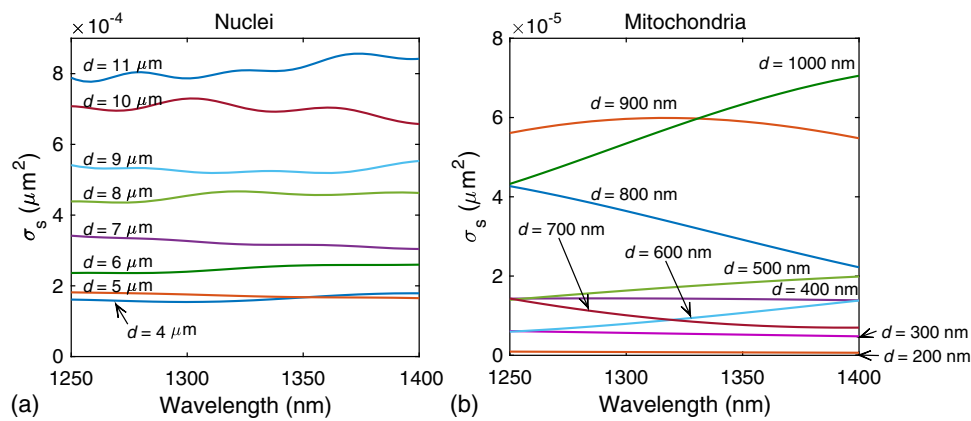 ×10⁻⁴ Nuclei
8
6
4
2
0
σs (μm²)
d = 11 μm
d = 10 μm
d = 9 μm
d = 8 μm
d = 7 μm
d = 6 μm
d = 5 μm
d = 4 μm
1250 1300 1350 1400
(a) Wavelength (nm)
×10⁻⁵ Mitochondria
8
6
4
2
0
σs (μm²)
d = 1000 nm
d = 900 nm
d = 800 nm
d = 700 nm
d = 600 nm
d = 500 nm
d = 400 nm
d = 300 nm
d = 200 nm
1250 1300 1350 1400
(b) Wavelength (nm)